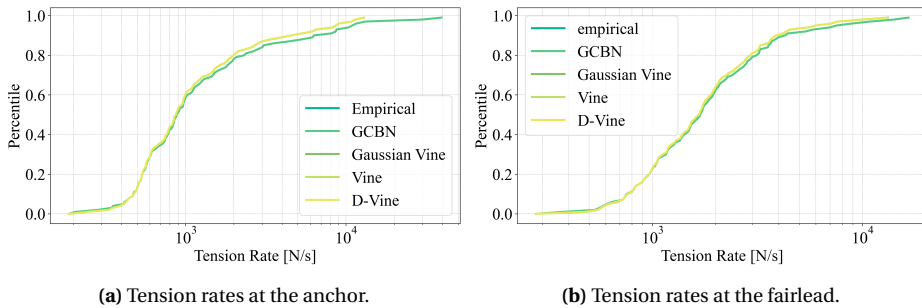 1.0
0.8
0.6
0.4
0.2
0.0
Percentile
10³
10⁴
Tension Rate [N/s]
Empirical
GCBN
Gaussian Vine
Vine
D-Vine
(a) Tension rates at the anchor.
1.0
0.8
0.6
0.4
0.2
0.0
Percentile
10³
10⁴
Tension Rate [N/s]
empirical
GCBN
Gaussian Vine
Vine
D-Vine
(b) Tension rates at the fairlead.